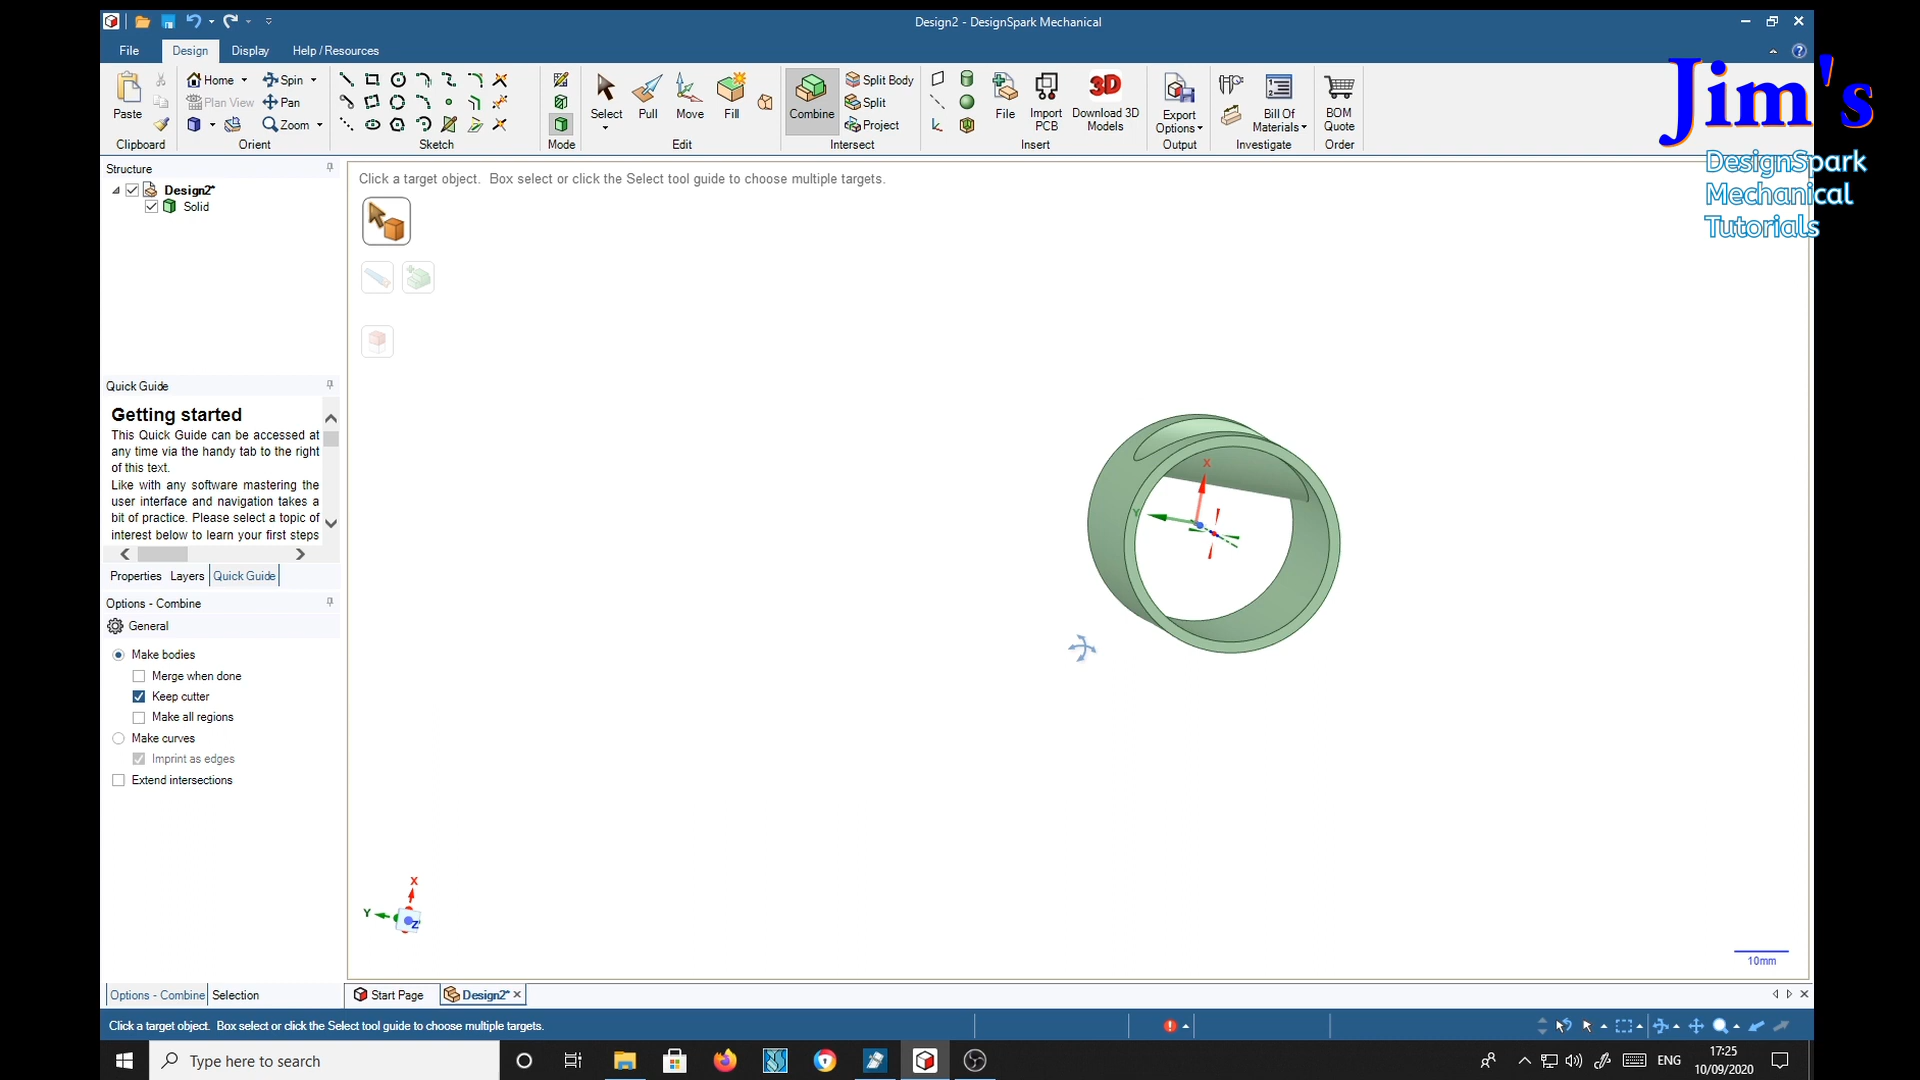 Design2 - DesignSpark Mechanical
File Design Display Help / Resources
Jim's
DesignSpark
Mechanical
Tutorials
Paste
Clipboard
Home Spin
Plan View Pan
Zoom
Orient
Sketch
Mode
Select Pull Move Fill
Edit
Combine
Split Body
Split
Project
Intersect
File
Import
PCB
Download 3D
Models
3D
Insert
Export
Options
Output
Bill Of
Materials
Investigate
BOM
Quote
Order
Structure
Design2*
Solid
Click a target object. Box select or click the Select tool guide to choose multiple targets.
Quick Guide
Getting started
This Quick Guide can be accessed at
any time via the handy tab to the right
of this text.
Like with any software mastering the
user interface and navigation takes a
bit of practice. Please select a topic of
interest below to learn your first steps
Properties Layers Quick Guide
Options - Combine
General
Make bodies
Merge when done
Keep cutter
Make all regions
Make curves
Imprint as edges
Extend intersections
X
Y
X
Y
Z
10mm
Options - Combine Selection
Start Page Design2*
Click a target object. Box select or click the Select tool guide to choose multiple targets.
Type here to search
ENG
17:25
10/09/2020